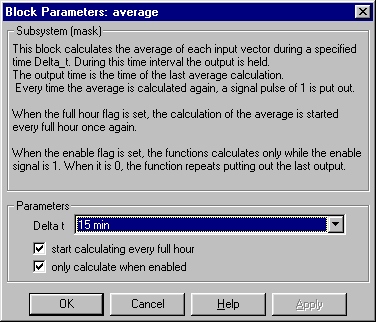 Block Parameters: average
Subsystem (mask)
This block calculates the average of each input vector during a specified
time Delta_t. During this time interval the output is held.
The output time is the time of the last average calculation.
Every time the average is calculated again, a signal pulse of 1 is put out.
When the full hour flag is set, the calculation of the average is started
every full hour once again.
When the enable flag is set, the functions calculates only while the enable
signal is 1. When it is 0, the function repeats putting out the last output.
Parameters
Delta t 15 min
start calculating every full hour
only calculate when enabled
OK Cancel Help Apply